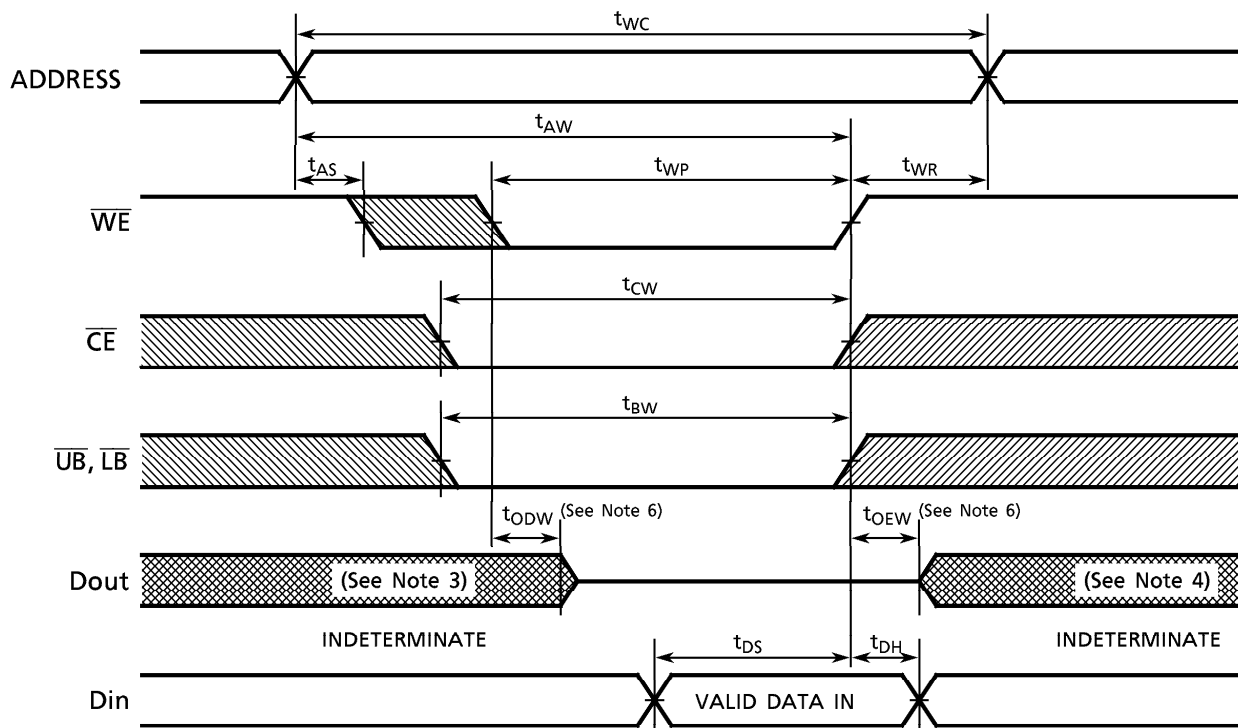 tWC
ADDRESS
tAW
tAS
tWP
tWR
WE
tCW
CE
tBW
UB, LB
tODW (See Note 6)
tOEW (See Note 6)
Dout
(See Note 3)
(See Note 4)
INDETERMINATE
INDETERMINATE
tDS
tDH
Din
VALID DATA IN